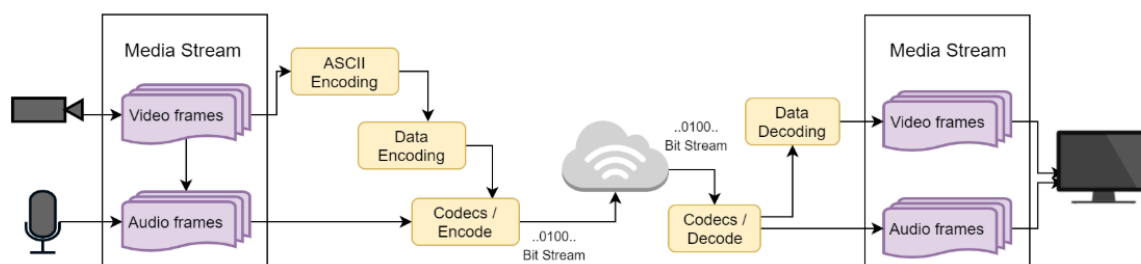 Media Stream
Video frames
Audio frames
ASCII
Encoding
Data
Encoding
Codecs /
Encode
..0100..
Bit Stream
..0100..
Bit Stream
Codecs /
Decode
Data
Decoding
Media Stream
Video frames
Audio frames